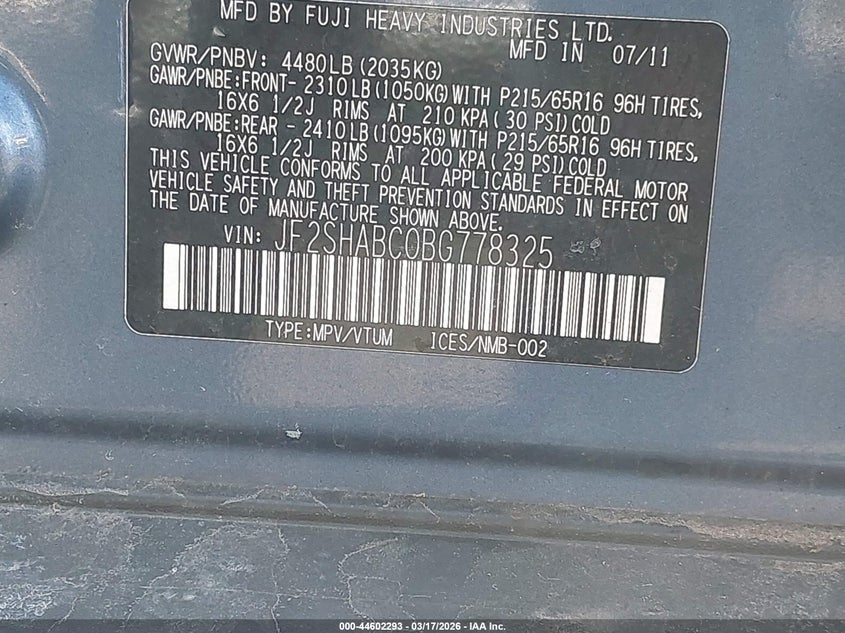 MFD BY FUJI HEAVY INDUSTRIES LTD.
MFD IN 07/11
GVWR/PNBV: 4480LB(2035KG)
GAWR/PNBE:FRONT- 2310LB(1050KG)WITH P215/65R16 96H TIRES,
16X6 1/2J RIMS AT 210 KPA(30 PSI)COLD
GAWR/PNBE:REAR - 2410LB(1095KG)WITH P215/65R16 96H TIRES,
16X6 1/2J RIMS AT 200 KPA(29 PSI)COLD
THIS VEHICLE CONFORMS TO ALL APPLICABLE FEDERAL MOTOR
VEHICLE SAFETY AND THEFT PREVENTION STANDARDS IN EFFECT ON
THE DATE OF MANUFACTURE SHOWN ABOVE.
VIN: JF2SHABC0BG778325
TYPE:MPV/VTUM ICES/NMB-002
000-44602293 - 03/17/2026 - IAA Inc.